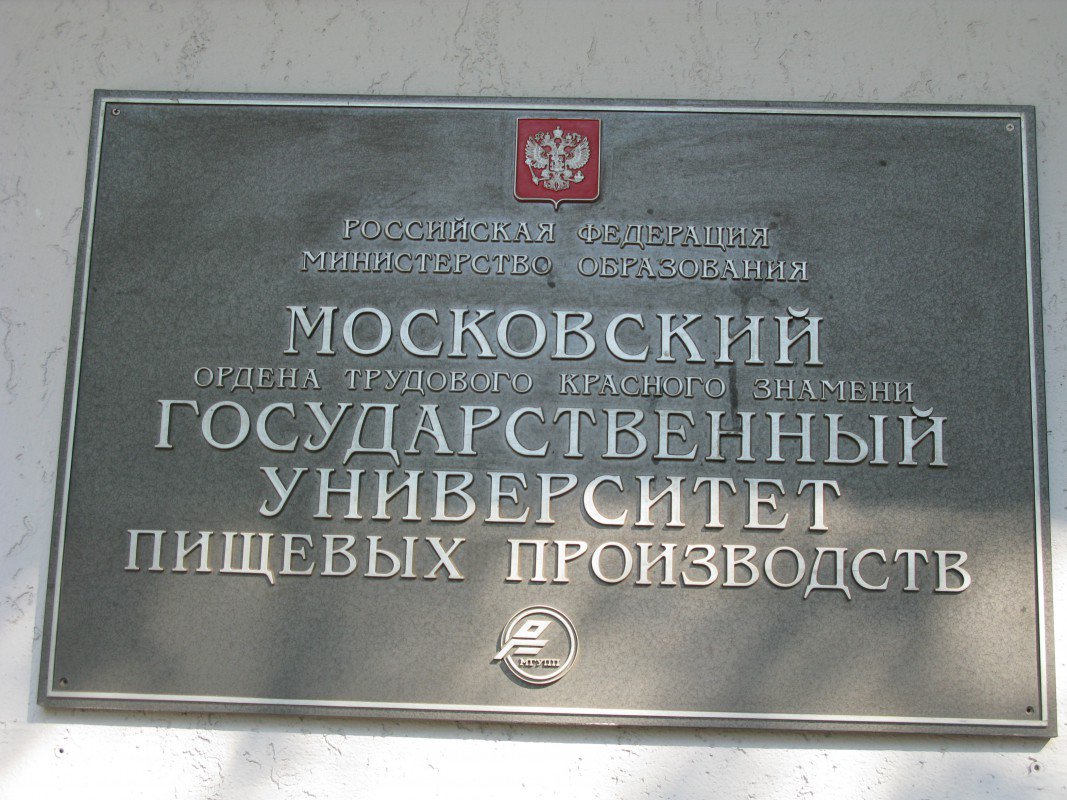 РОССИЙСКАЯ ФЕДЕРАЦИЯ
МИНИСТЕРСТВО ОБРАЗОВАНИЯ
МОСКОВСКИЙ
ОРДЕНА ТРУДОВОГО КРАСНОГО ЗНАМЕНИ
ГОСУДАРСТВЕННЫЙ
УНИВЕРСИТЕТ
ПИЩЕВЫХ ПРОИЗВОДСТВ
МГУПП